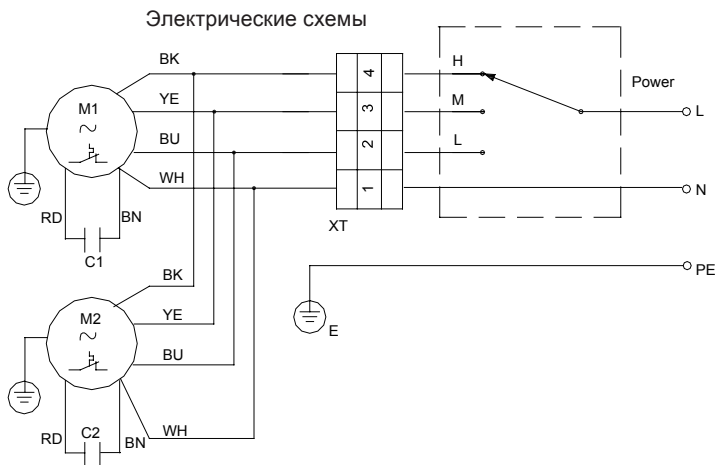 Электрические схемы
BK
H
4
Power
YE
M
3
M1
L
BU
L
2
WH
N
1
RD
BN
XT
C1
PE
BK
E
M2
YE
BU
WH
RD
C2
BN